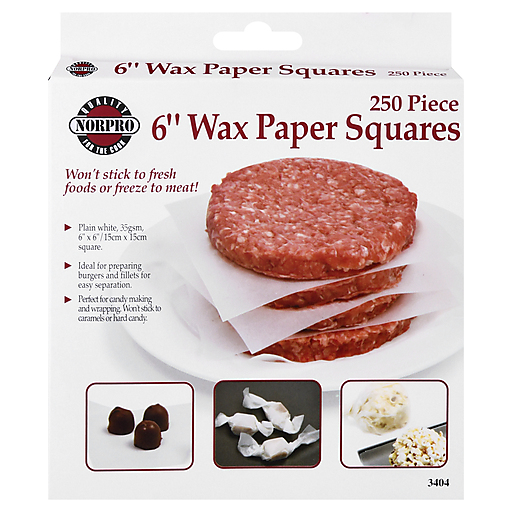 NORPRO
6" Wax Paper Squares 250 Piece
QUALITY
NORPRO
FOR THE COOK
250 Piece
6" Wax Paper Squares
Won't stick to fresh
foods or freeze to meat!
Plain white, 35gsm,
6" x 6"/15cm x 15cm
square.
Ideal for preparing
burgers and fillets for
easy separation.
Perfect for candy making
and wrapping. Won't stick to
caramels or hard candy.
3404